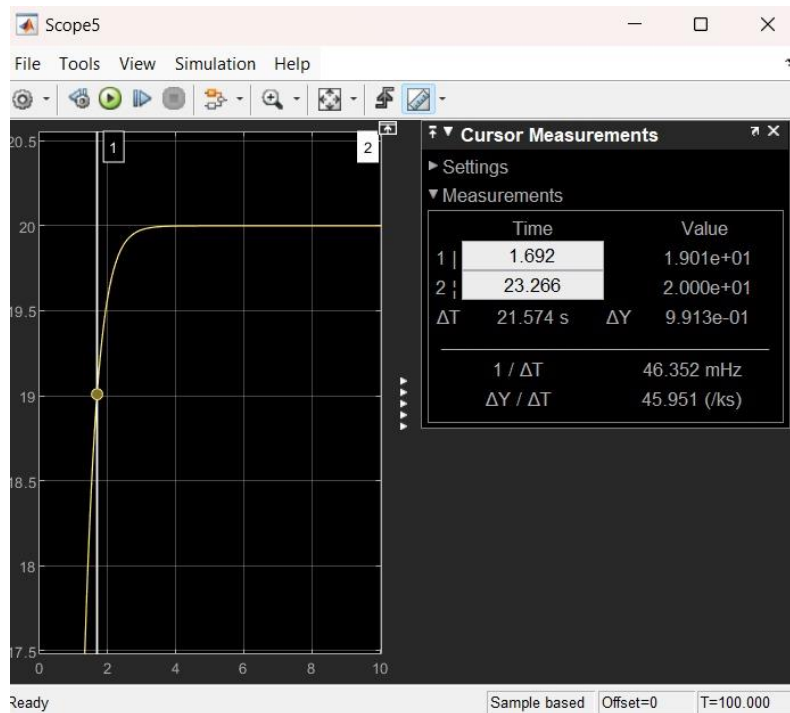 Scope5
File Tools View Simulation Help
20.5
20
19.5
19
18.5
18
17.5
0 2 4 6 8 10
1
2
Cursor Measurements
Settings
Measurements
Time Value
1 | 1.692 1.901e+01
2 ¦ 23.266 2.000e+01
ΔT 21.574 s ΔY 9.913e-01
1 / ΔT 46.352 mHz
ΔY / ΔT 45.951 (/ks)
Ready Sample based Offset=0 T=100.000